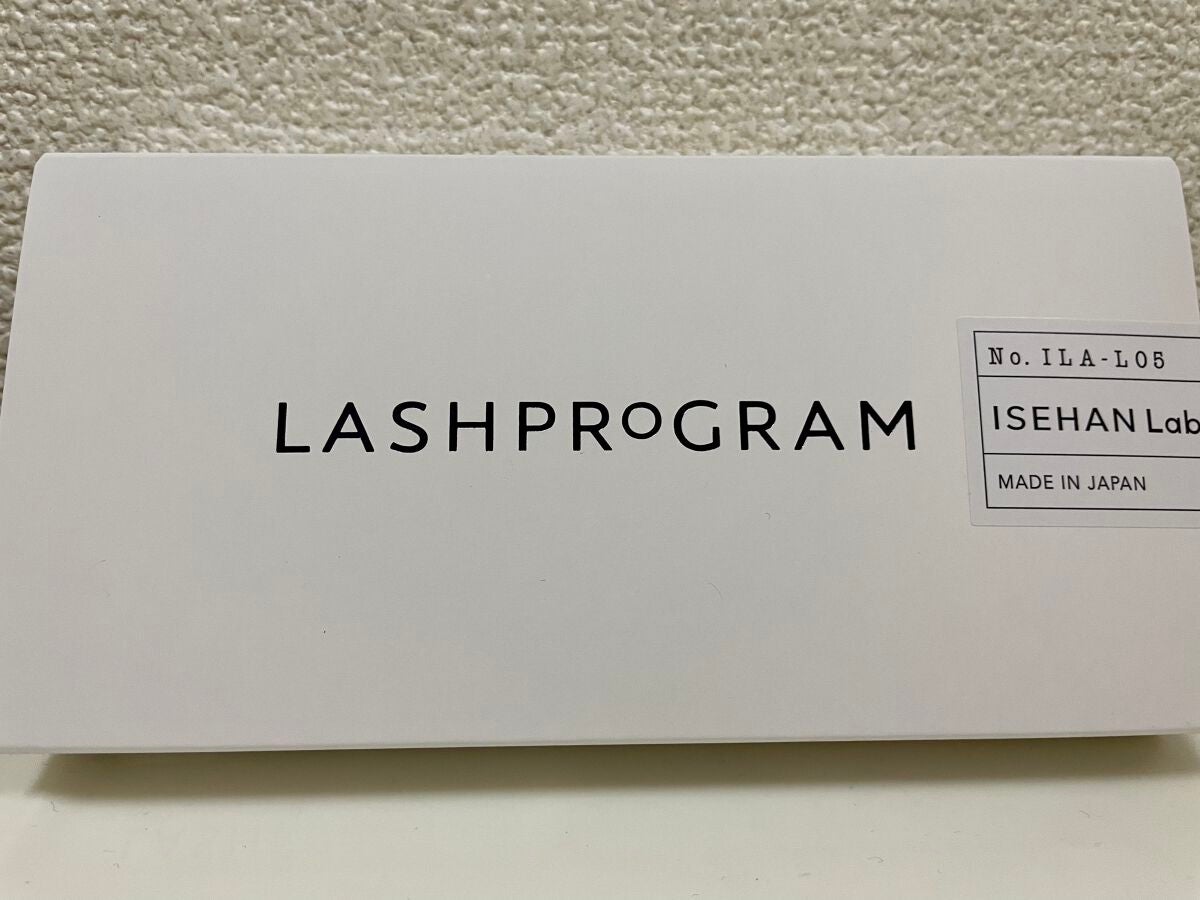 LASHPROGRAM
No. ILA-L05
ISEHAN Lab
MADE IN JAPAN